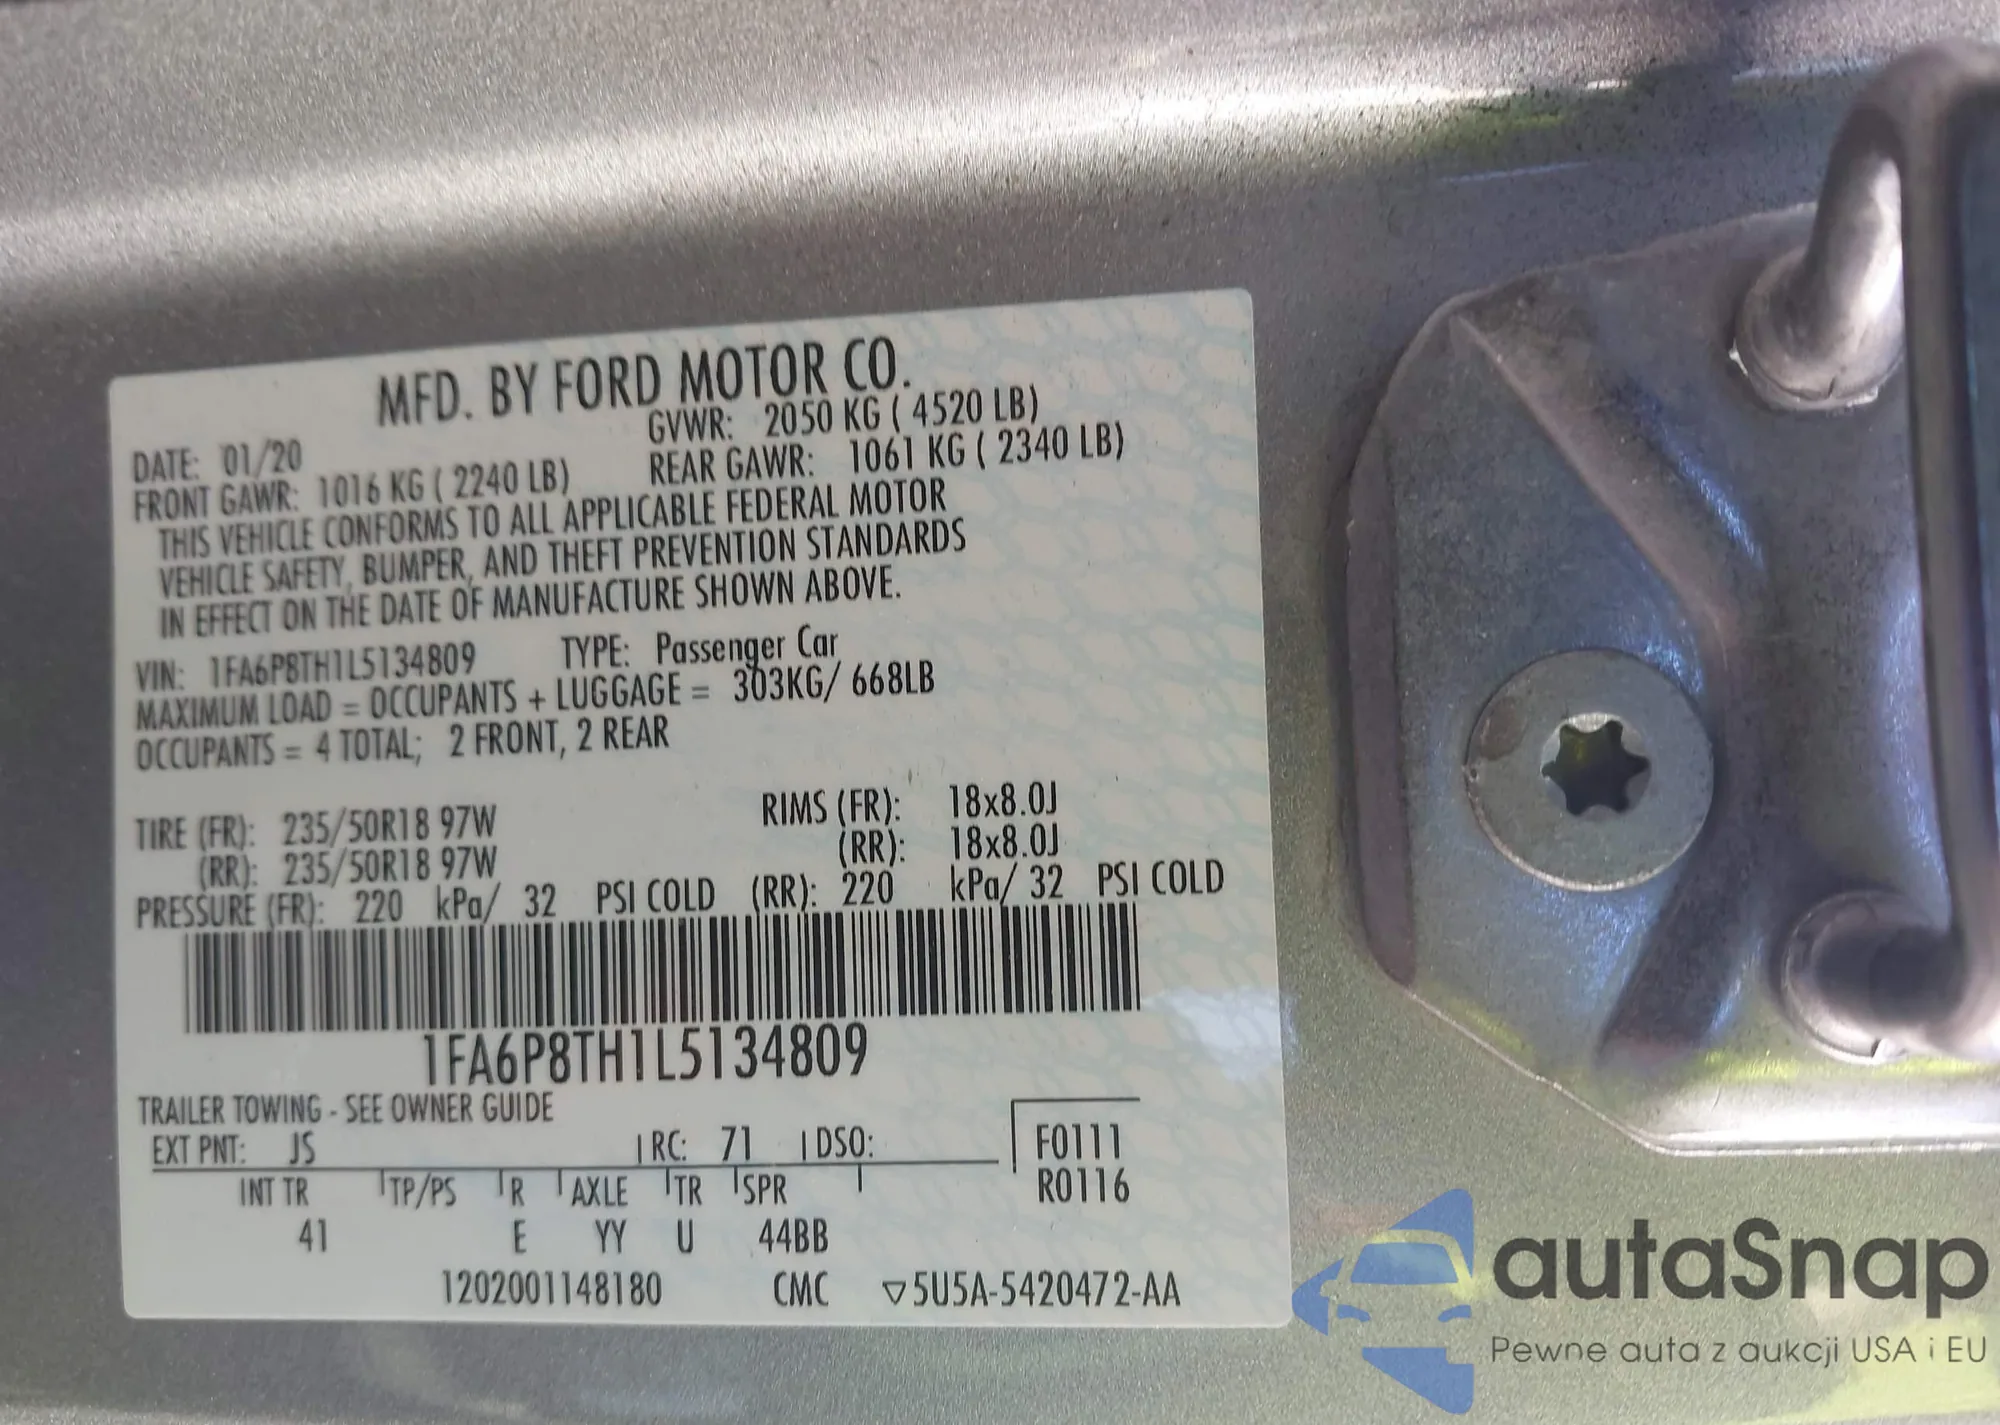 MFD. BY FORD MOTOR CO.
DATE: 01/20 GVWR: 2050 KG ( 4520 LB)
FRONT GAWR: 1016 KG ( 2240 LB) REAR GAWR: 1061 KG ( 2340 LB)
THIS VEHICLE CONFORMS TO ALL APPLICABLE FEDERAL MOTOR
VEHICLE SAFETY, BUMPER, AND THEFT PREVENTION STANDARDS
IN EFFECT ON THE DATE OF MANUFACTURE SHOWN ABOVE.
VIN: 1FA6P8TH1L5134809 TYPE: Passenger Car
MAXIMUM LOAD = OCCUPANTS + LUGGAGE = 303KG/ 668LB
OCCUPANTS = 4 TOTAL; 2 FRONT, 2 REAR
TIRE (FR): 235/50R18 97W RIMS (FR): 18x8.0J
(RR): 235/50R18 97W (RR): 18x8.0J
PRESSURE (FR): 220 kPa/ 32 PSI COLD (RR): 220 kPa/ 32 PSI COLD
1FA6P8TH1L5134809
TRAILER TOWING - SEE OWNER GUIDE
EXT PNT: JS RC: 71 DSO: F0111
INT TR TP/PS R AXLE TR SPR R0116
41 E YY U 44BB
1202001148180 CMC ▽5U5A-5420472-AA
autaSnap
Pewne auta z aukcji USA i EU